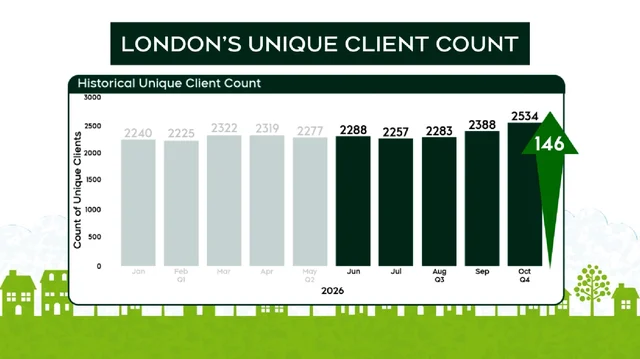 LONDON'S UNIQUE CLIENT COUNT
Historical Unique Client Count
Count of Unique Clients
3000
2500
2000
1500
1000
500
0
2240 2225 2322 2319 2277 2288 2257 2283 2388 2534
146
Jan Feb Mar Apr May Jun Jul Aug Sep Oct
Q1 Q2 Q3 Q4
2026